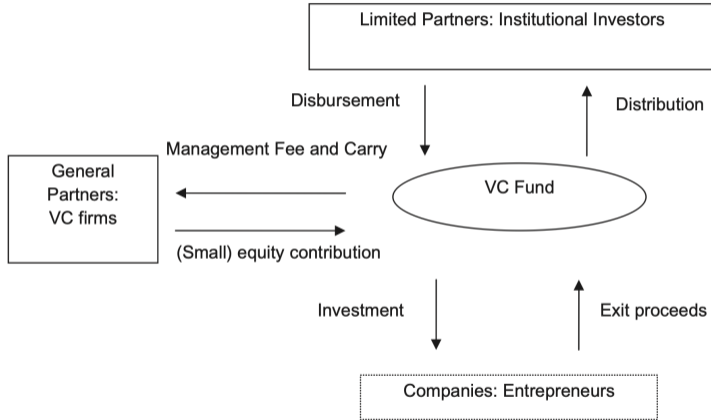 Limited Partners: Institutional Investors
Disbursement
Distribution
Management Fee and Carry
General
Partners:
VC firms
VC Fund
(Small) equity contribution
Investment
Exit proceeds
Companies: Entrepreneurs